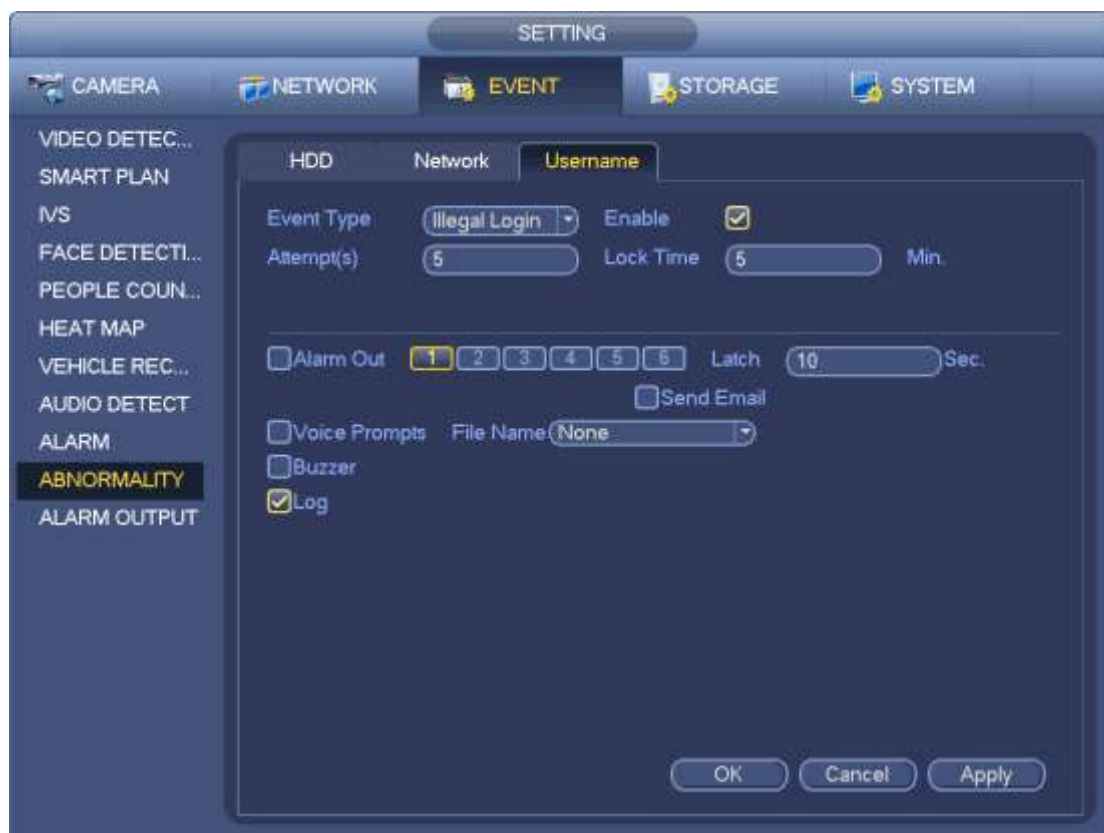 SETTING
CAMERA NETWORK EVENT STORAGE SYSTEM
VIDEO DETEC...
SMART PLAN
IVS
FACE DETECTI...
PEOPLE COUN...
HEAT MAP
VEHICLE REC...
AUDIO DETECT
ALARM
ABNORMALITY
ALARM OUTPUT
HDD Network Username
Event Type Illegal Login Enable
Attempt(s) 5 Lock Time 5 Min.
Alarm Out 1 2 3 4 5 6 Latch 10 Sec.
Send Email
Voice Prompts File Name None
Buzzer
Log
OK Cancel Apply